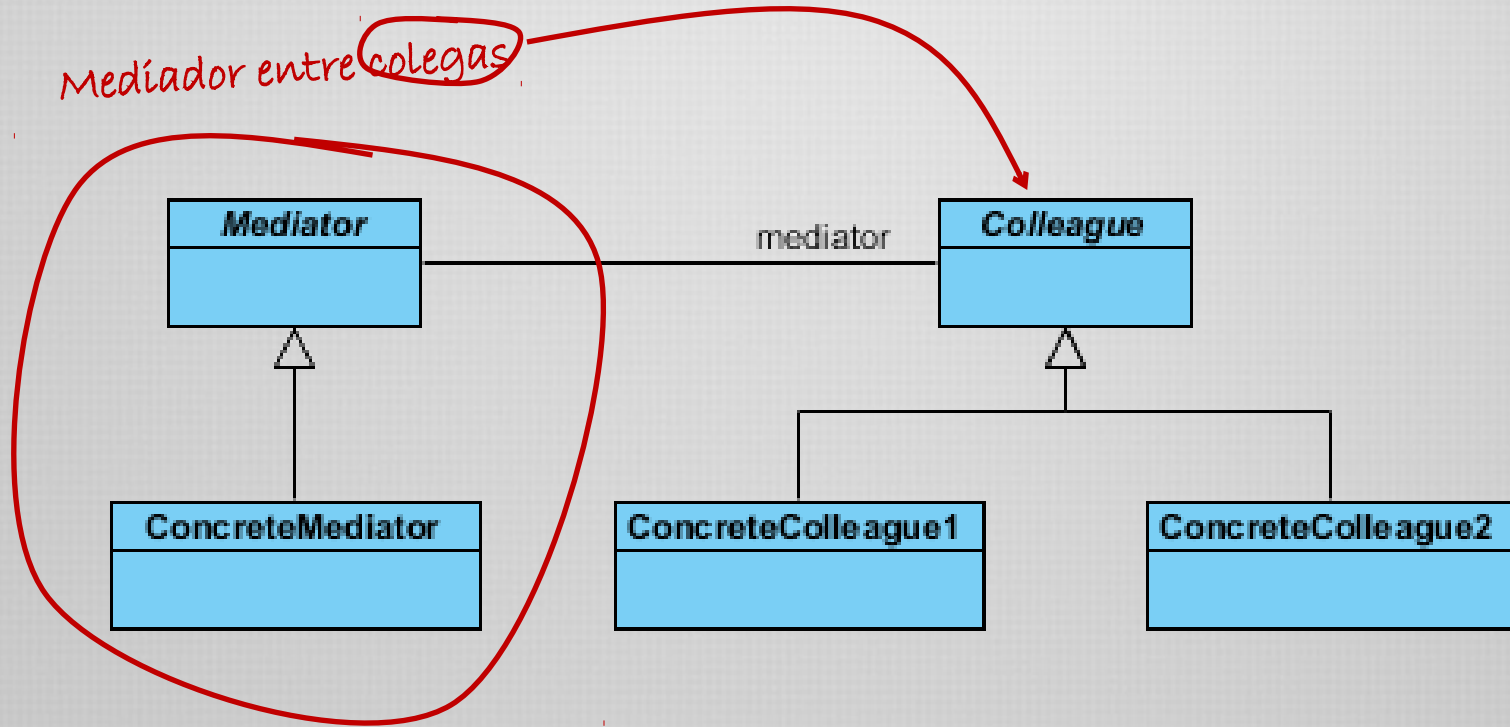 Mediador entre colegas
Mediator
mediator
Colleague
ConcreteMediator
ConcreteColleague1
ConcreteColleague2